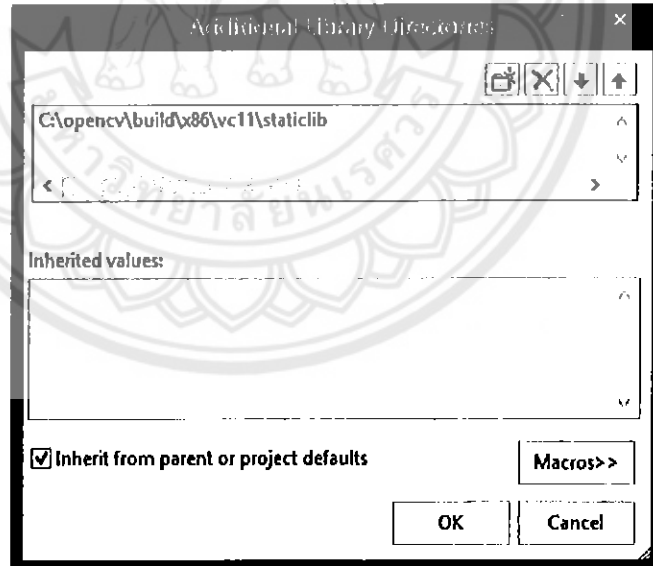 Additional Library Directories
C:\opencv\build\x86\vc11\staticlib
Inherited values:
Inherit from parent or project defaults
Macros>>
OK
Cancel